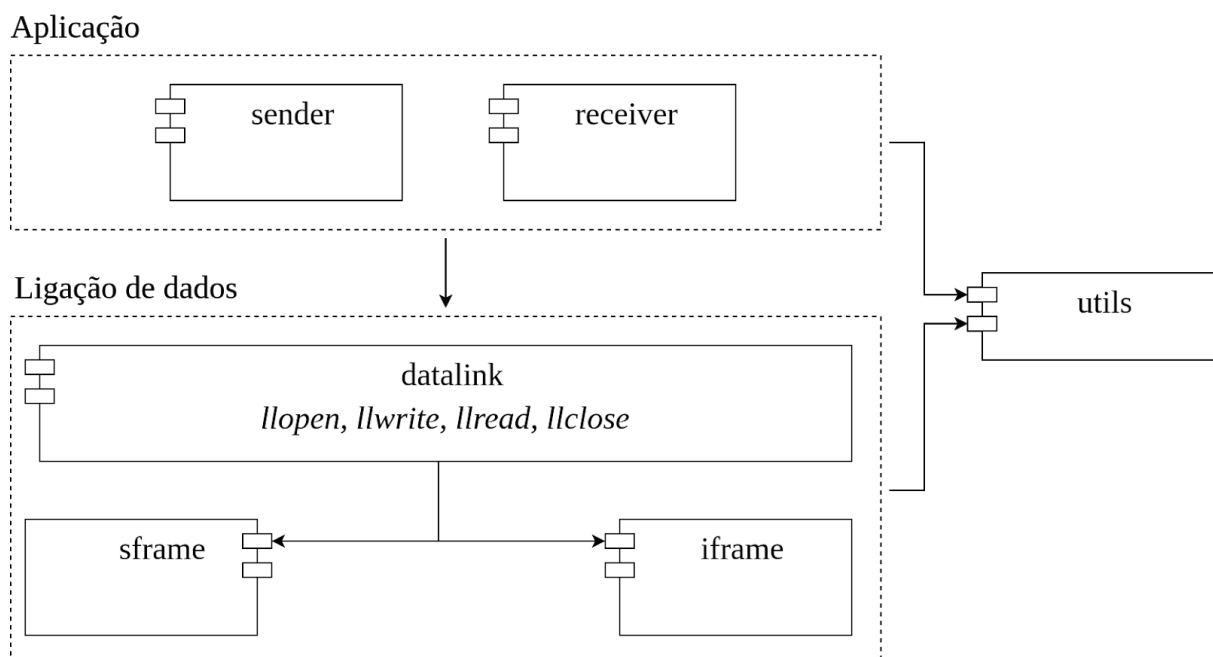 Aplicação
sender
receiver
Ligação de dados
utils
datalink
llopen, llwrite, llread, llclose
sframe
iframe